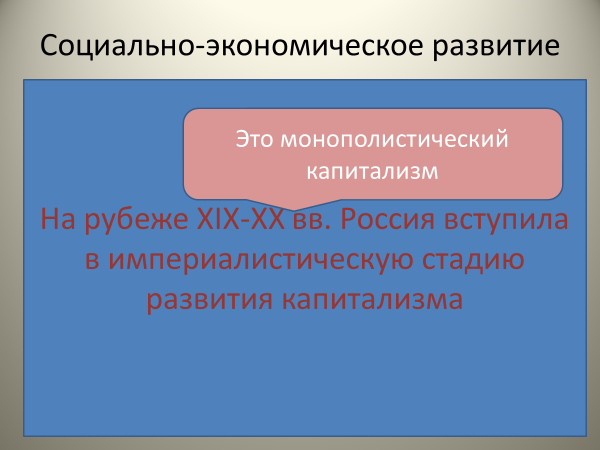 Социально-экономическое развитие
Это монополистический
капитализм
На рубеже XIX-XX вв. Россия вступила
в империалистическую стадию
развития капитализма